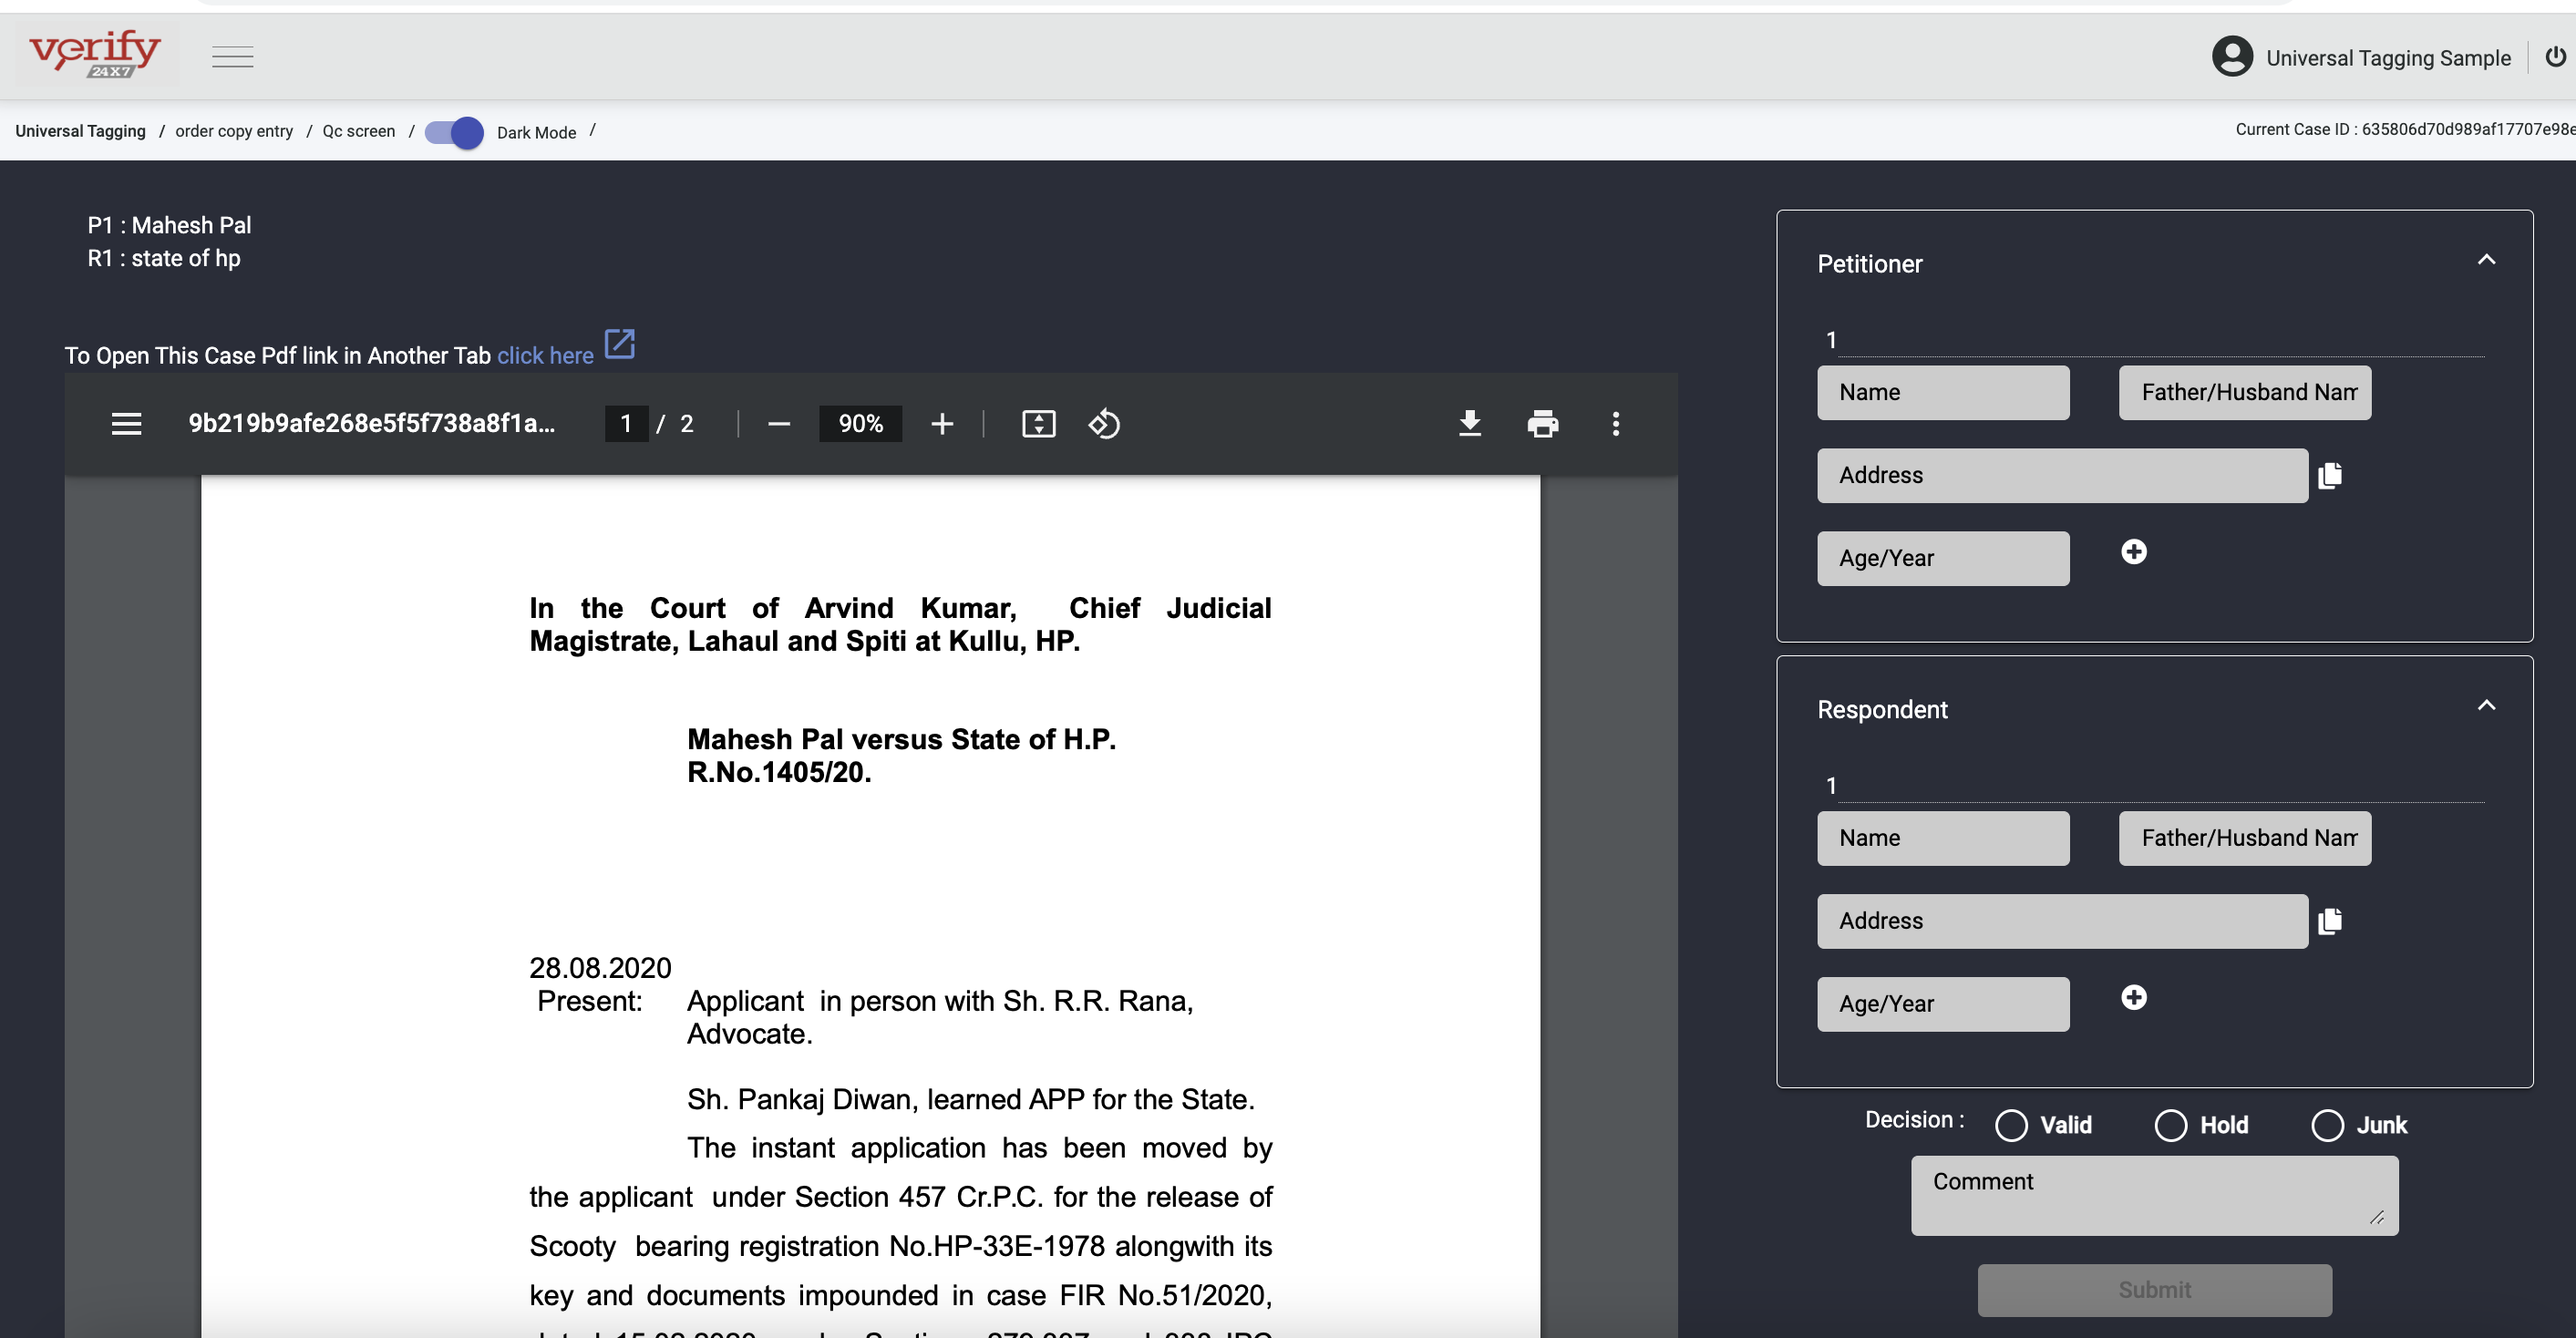 verify
24X7
Universal Tagging Sample
Universal Tagging / order copy entry / Qc screen / Dark Mode /
Current Case ID : 635806d70d989af17707e98e
P1 : Mahesh Pal
R1 : state of hp
To Open This Case Pdf link in Another Tab click here
9b219b9afe268e5f5f738a8f1a...
1 / 2
90%
In the Court of Arvind Kumar, Chief Judicial
Magistrate, Lahaul and Spiti at Kullu, HP.
Mahesh Pal versus State of H.P.
R.No.1405/20.
28.08.2020
Present: Applicant in person with Sh. R.R. Rana,
Advocate.
Sh. Pankaj Diwan, learned APP for the State.
The instant application has been moved by
the applicant under Section 457 Cr.P.C. for the release of
Scooty bearing registration No.HP-33E-1978 alongwith its
key and documents impounded in case FIR No.51/2020,
Petitioner
1
Name
Father/Husband Nam
Address
Age/Year
Respondent
1
Name
Father/Husband Nam
Address
Age/Year
Decision : Valid Hold Junk
Comment
Submit